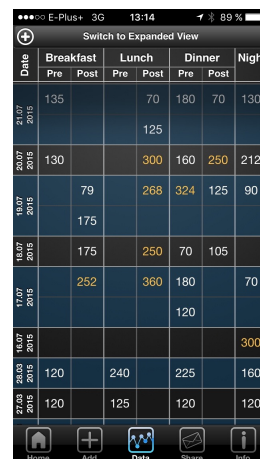 E-Plus+ 3G 13:14 89 %
Switch to Expanded View
Date Breakfast Lunch Dinner Nigh
Pre Post Pre Post Pre Post
21.07 2015 135 70 180 70 130
125
20.07 2015 130 300 160 250 212
19.07 2015 79 268 324 125 90
175
18.07 2015 175 250 70 105
17.07 2015 252 360 180 70
120
16.07 2015 300
28.03 2015 120 240 225 160
27.03 2015 120 125 120 120
Home Add Data Share Info